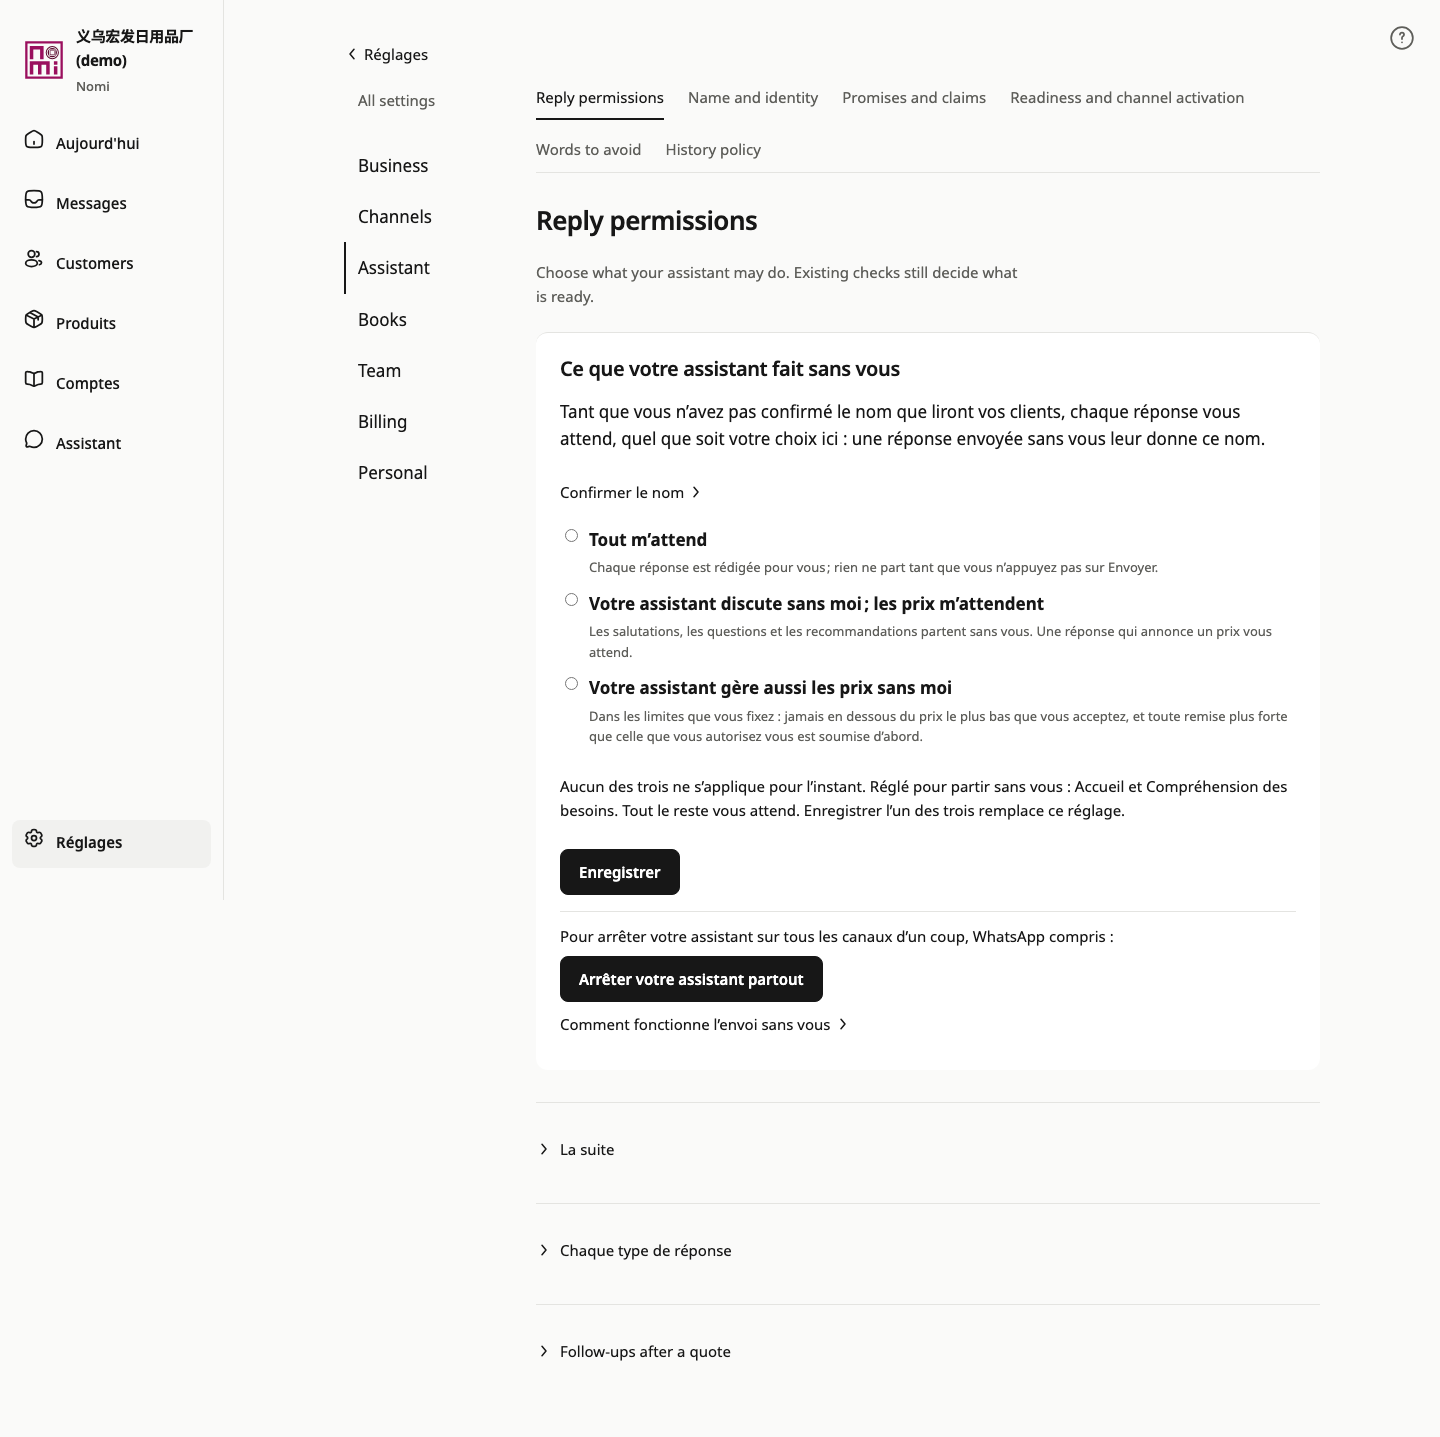 义乌宏发日用品厂
(demo)
Nomi
Aujourd'hui
Messages
Customers
Produits
Comptes
Assistant
Réglages
Réglages
All settings
Business
Channels
Assistant
Books
Team
Billing
Personal
Reply permissions
Name and identity
Promises and claims
Readiness and channel activation
Words to avoid
History policy
Reply permissions
Choose what your assistant may do. Existing checks still decide what
is ready.
Ce que votre assistant fait sans vous
Tant que vous n’avez pas confirmé le nom que liront vos clients, chaque réponse vous
attend, quel que soit votre choix ici : une réponse envoyée sans vous leur donne ce nom.
Confirmer le nom
Tout m’attend
Chaque réponse est rédigée pour vous ; rien ne part tant que vous n’appuyez pas sur Envoyer.
Votre assistant discute sans moi ; les prix m’attendent
Les salutations, les questions et les recommandations partent sans vous. Une réponse qui annonce un prix vous
attend.
Votre assistant gère aussi les prix sans moi
Dans les limites que vous fixez : jamais en dessous du prix le plus bas que vous acceptez, et toute remise plus forte
que celle que vous autorisez vous est soumise d’abord.
Aucun des trois ne s’applique pour l’instant. Réglé pour partir sans vous : Accueil et Compréhension des
besoins. Tout le reste vous attend. Enregistrer l’un des trois remplace ce réglage.
Enregistrer
Pour arrêter votre assistant sur tous les canaux d’un coup, WhatsApp compris :
Arrêter votre assistant partout
Comment fonctionne l’envoi sans vous
La suite
Chaque type de réponse
Follow-ups after a quote